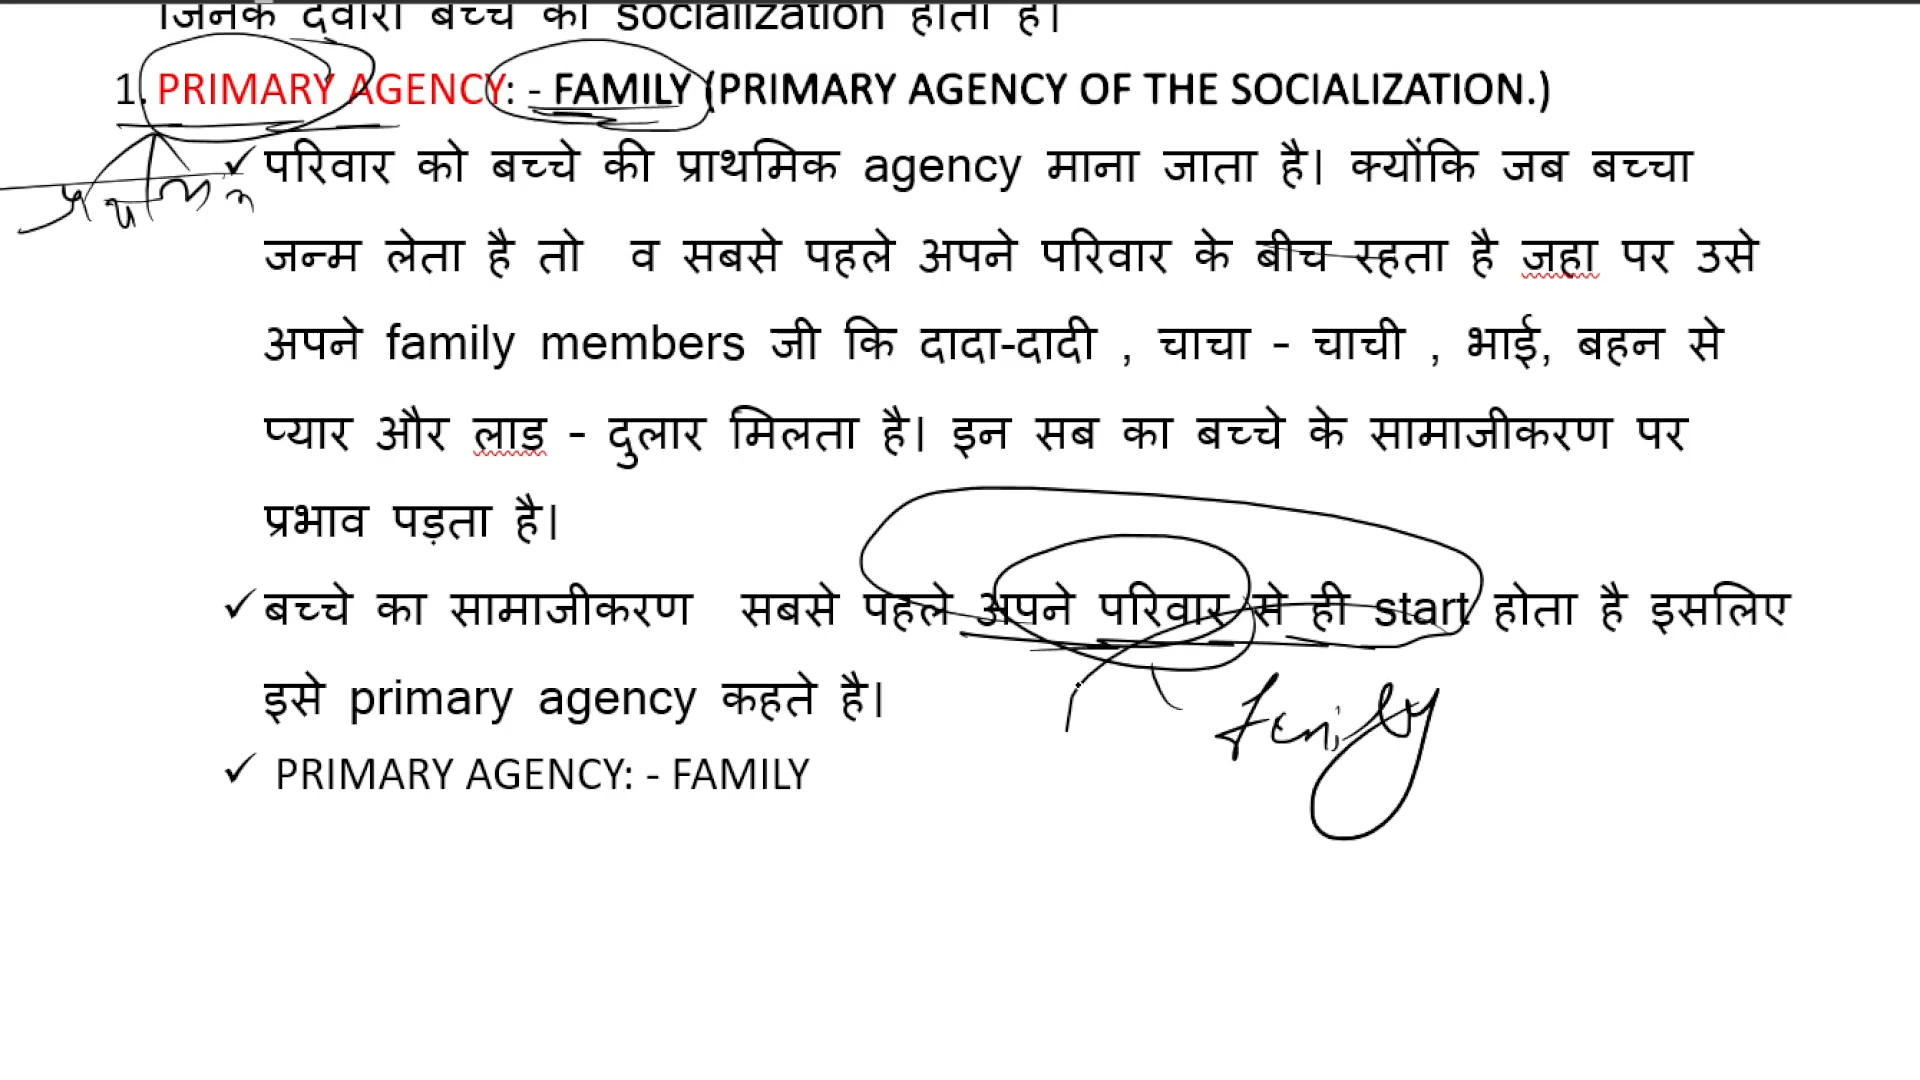 जिनके दवारा बच्चे का socialization होता है।
1. PRIMARY AGENCY: - FAMILY (PRIMARY AGENCY OF THE SOCIALIZATION.)
✓ परिवार को बच्चे की प्राथमिक agency माना जाता है। क्योंकि जब बच्चा
जन्म लेता है तो व सबसे पहले अपने परिवार के बीच रहता है जहा पर उसे
अपने family members जी कि दादा-दादी , चाचा – चाची , भाई, बहन से
प्यार और लाड – दुलार मिलता है। इन सब का बच्चे के सामाजीकरण पर
प्रभाव पड़ता है।
✓ बच्चे का सामाजीकरण सबसे पहले अपने परिवार से ही start होता है इसलिए
इसे primary agency कहते है।
Family
✓ PRIMARY AGENCY: - FAMILY